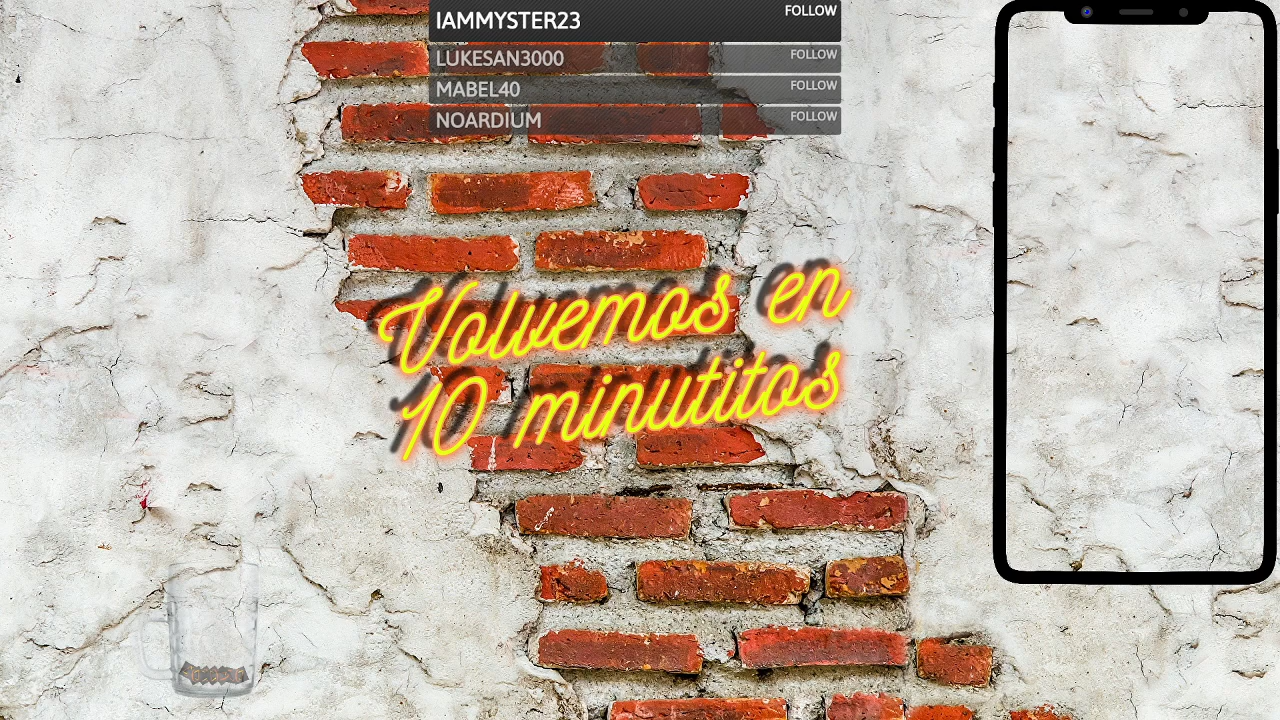 IAMMYSTER23 FOLLOW
LUKESAN3000 FOLLOW
MABEL40 FOLLOW
NOARDIUM FOLLOW
Volvemos en
10 minutitos